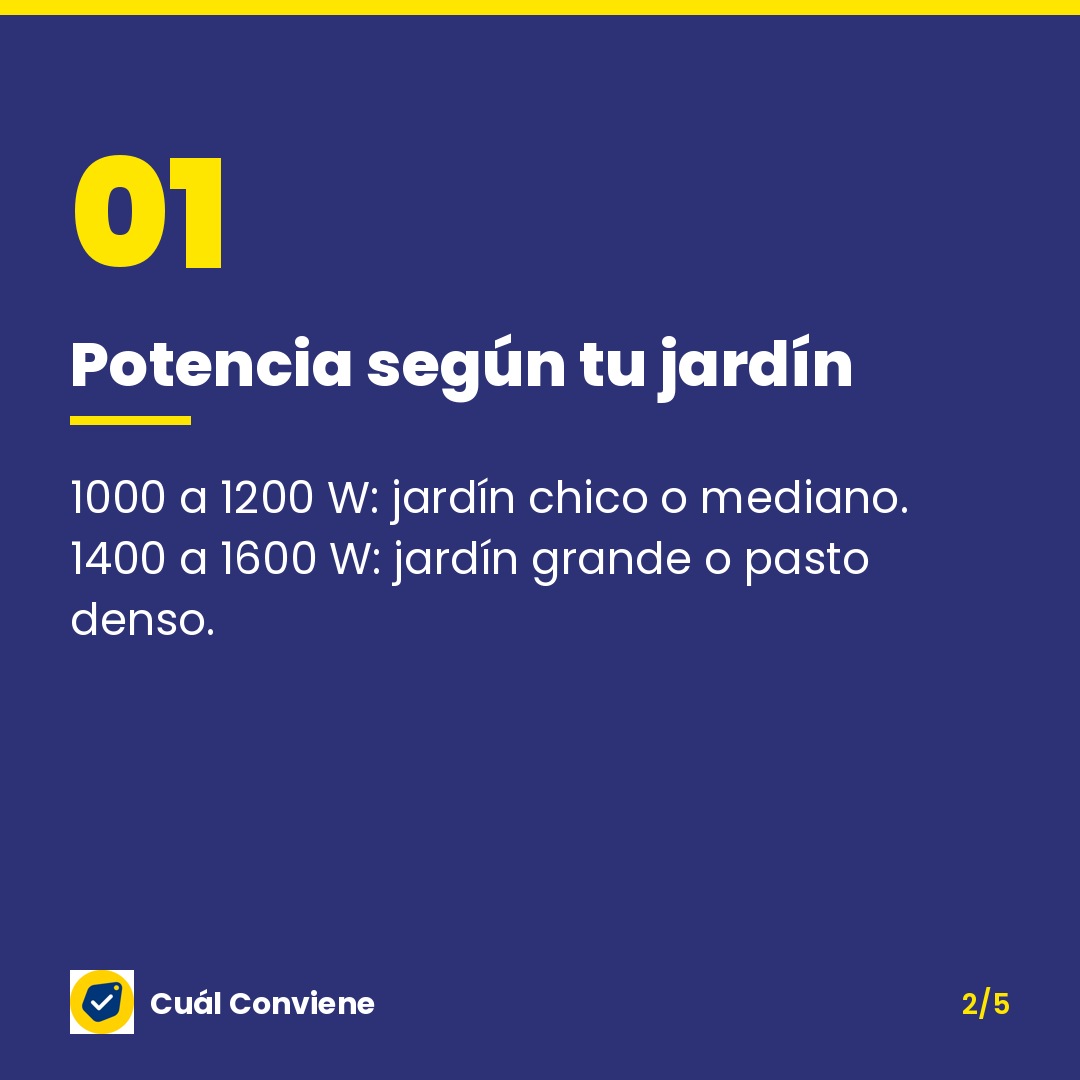 01
Potencia según tu jardín
1000 a 1200 W: jardín chico o mediano.
1400 a 1600 W: jardín grande o pasto
denso.
Cuál Conviene
2/5